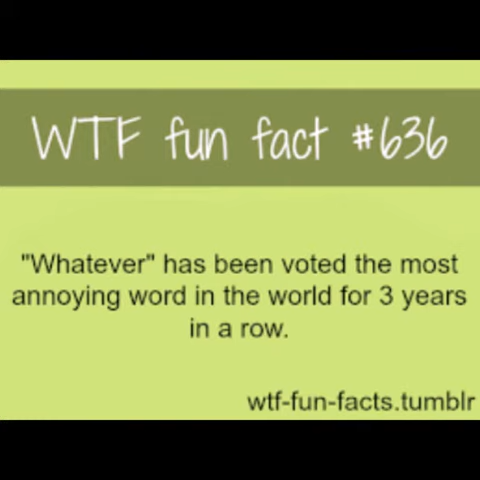 WTF fun fact #636
"Whatever" has been voted the most
annoying word in the world for 3 years
in a row.
wtf-fun-facts.tumblr